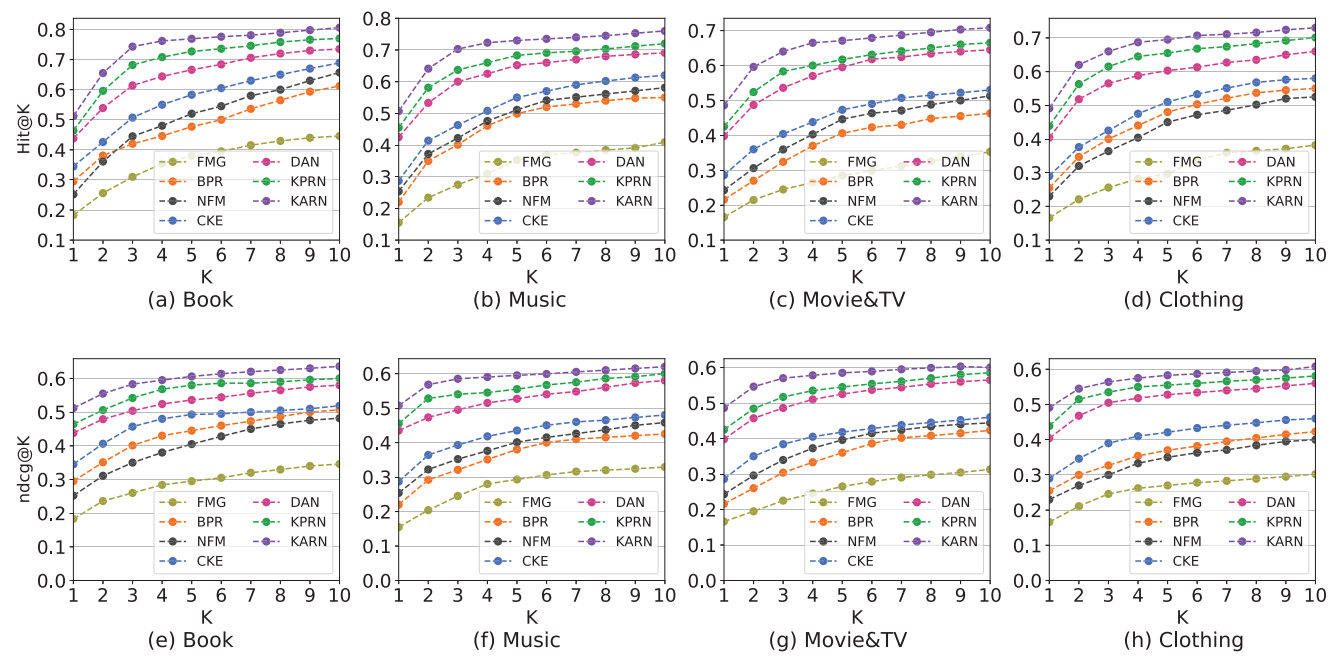 Hit@K
0.8
0.7
0.6
0.5
0.4
0.3
0.2
0.1
FMG DAN
BPR KPRN
NFM KARN
CKE
1 2 3 4 5 6 7 8 9 10
K
(a) Book
0.8
0.7
0.6
0.5
0.4
0.3
0.2
0.1
FMG DAN
BPR KPRN
NFM KARN
CKE
1 2 3 4 5 6 7 8 9 10
K
(b) Music
0.7
0.6
0.5
0.4
0.3
0.2
0.1
FMG DAN
BPR KPRN
NFM KARN
CKE
1 2 3 4 5 6 7 8 9 10
K
(c) Movie&TV
0.7
0.6
0.5
0.4
0.3
0.2
0.1
FMG DAN
BPR KPRN
NFM KARN
CKE
1 2 3 4 5 6 7 8 9 10
K
(d) Clothing
ndcg@K
0.6
0.5
0.4
0.3
0.2
0.1
0.0
FMG DAN
BPR KPRN
NFM KARN
CKE
1 2 3 4 5 6 7 8 9 10
K
(e) Book
0.6
0.5
0.4
0.3
0.2
0.1
0.0
FMG DAN
BPR KPRN
NFM KARN
CKE
1 2 3 4 5 6 7 8 9 10
K
(f) Music
0.6
0.5
0.4
0.3
0.2
0.1
0.0
FMG DAN
BPR KPRN
NFM KARN
CKE
1 2 3 4 5 6 7 8 9 10
K
(g) Movie&TV
0.6
0.5
0.4
0.3
0.2
0.1
0.0
FMG DAN
BPR KPRN
NFM KARN
CKE
1 2 3 4 5 6 7 8 9 10
K
(h) Clothing